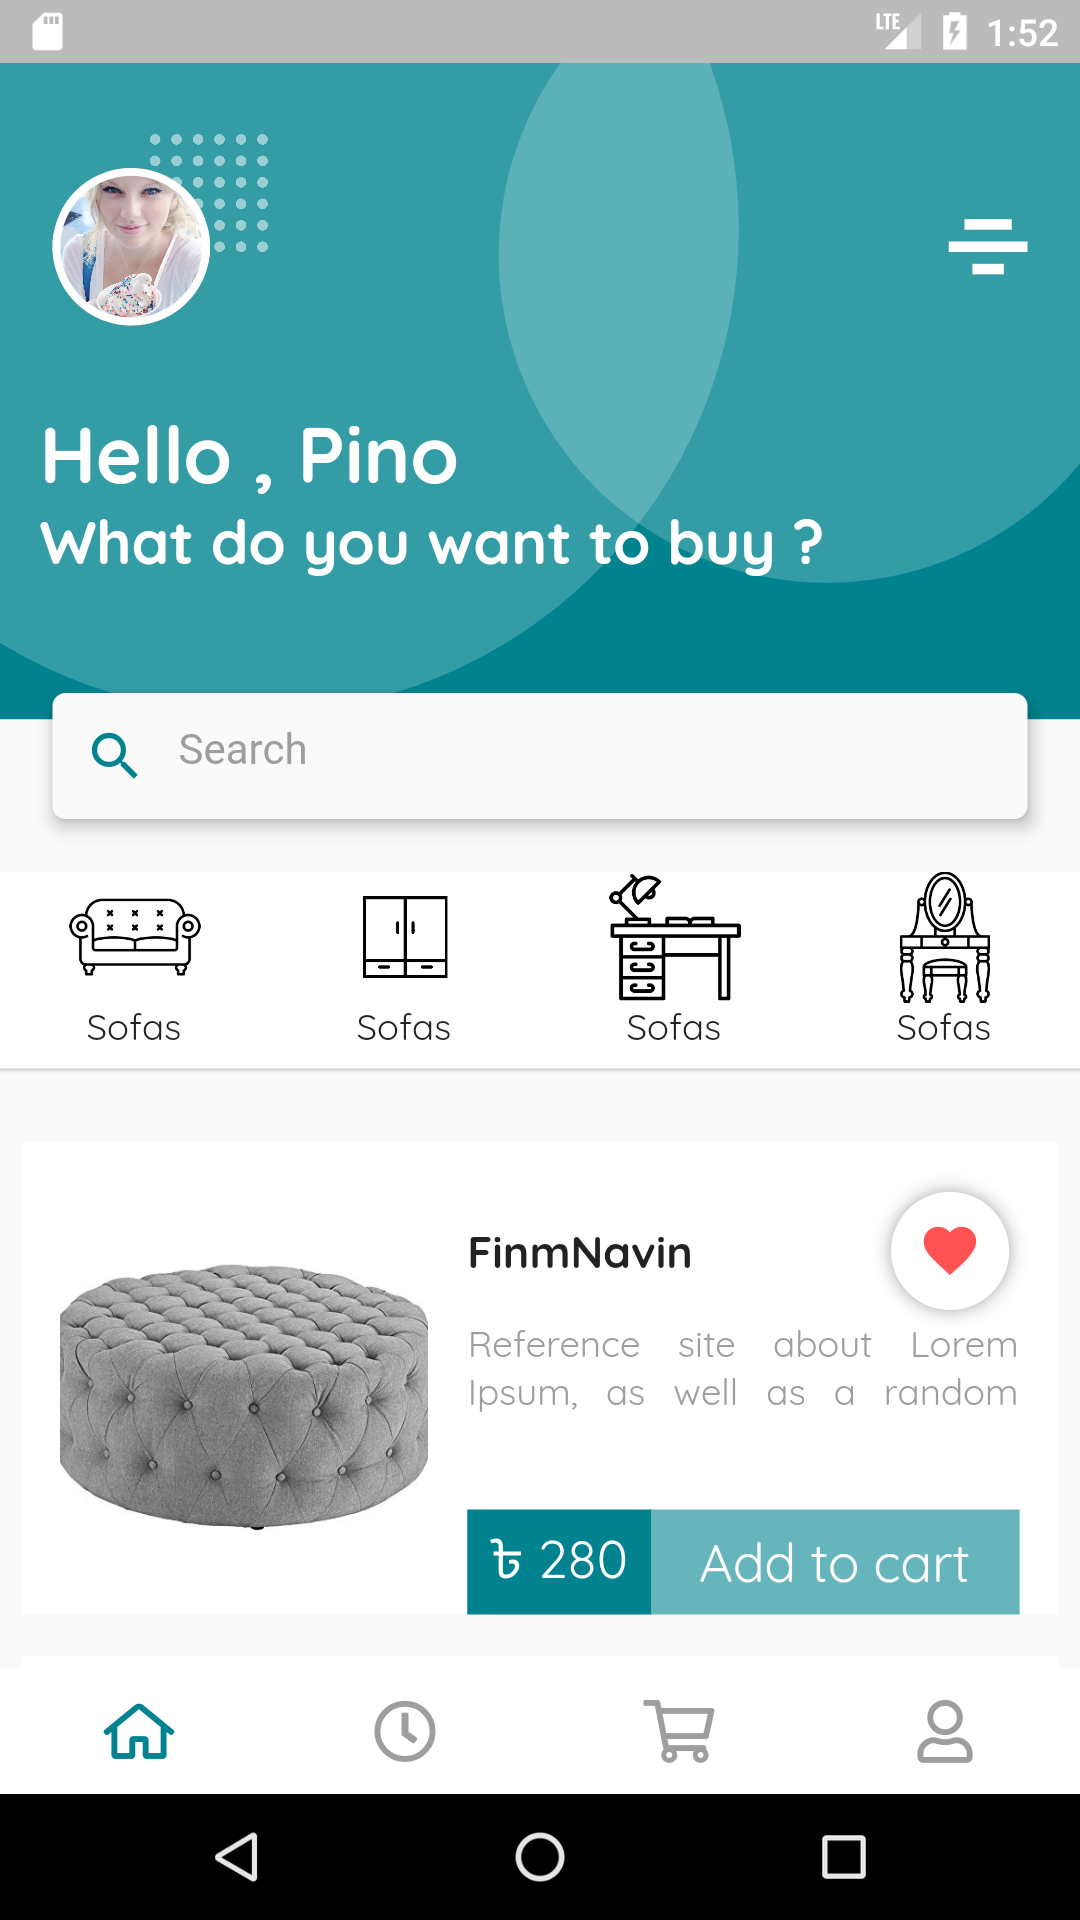 LTE 1:52
Hello , Pino
What do you want to buy ?
Search
Sofas Sofas Sofas Sofas
FinmNavin
Reference site about Lorem
Ipsum, as well as a random
৳ 280 Add to cart